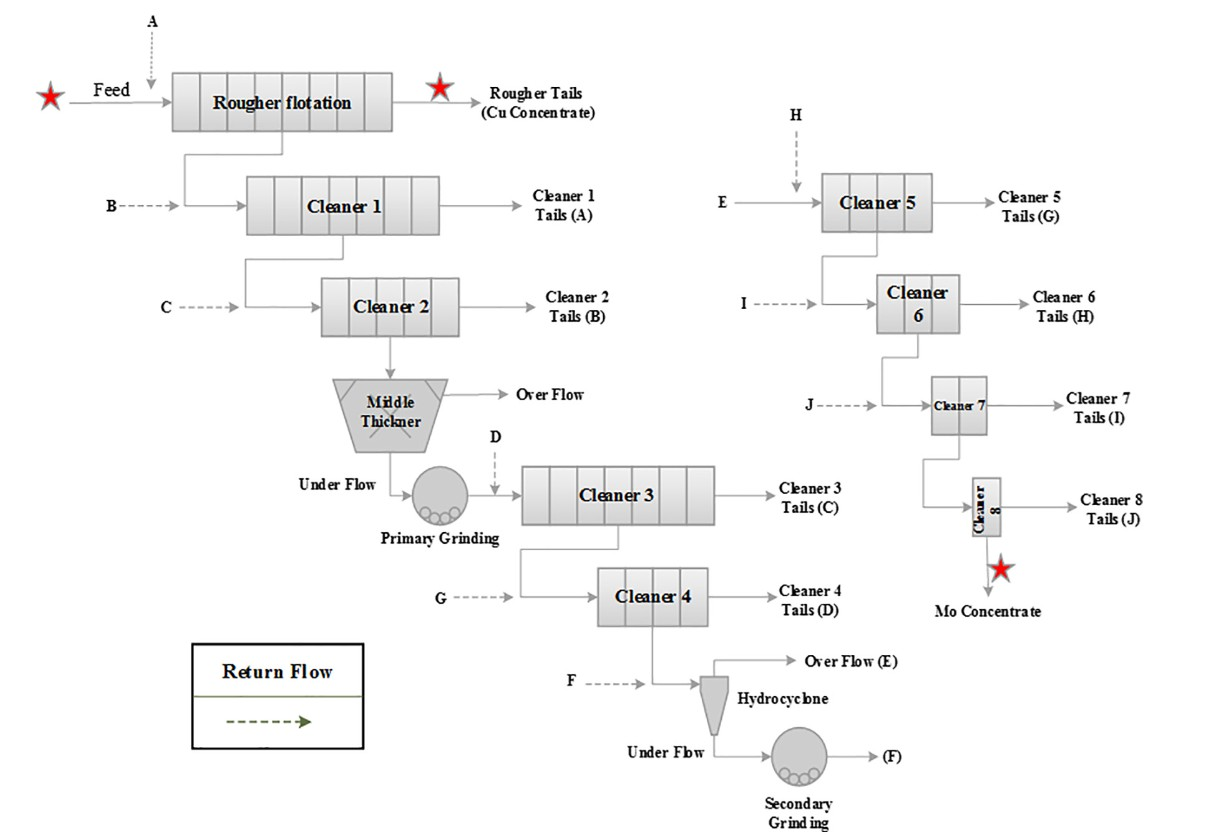 A
Feed
Rougher flotation
Rougher Tails
(Cu Concentrate)
B
Cleaner 1
Cleaner 1
Tails (A)
C
Cleaner 2
Cleaner 2
Tails (B)
Middle
Thickner
Over Flow
Under Flow
Primary Grinding
D
Cleaner 3
Cleaner 3
Tails (C)
G
Cleaner 4
Cleaner 4
Tails (D)
F
Over Flow (E)
Hydrocyclone
Under Flow
(F)
Secondary
Grinding
Return Flow
H
E
Cleaner 5
Cleaner 5
Tails (G)
I
Cleaner
6
Cleaner 6
Tails (H)
J
Cleaner 7
Cleaner 7
Tails (I)
Cleaner
8
Cleaner 8
Tails (J)
Mo Concentrate